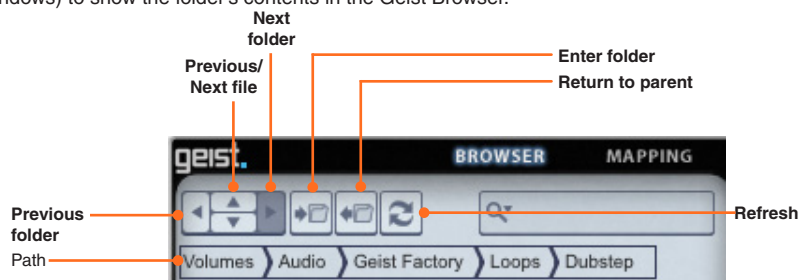 ndows) to show the folder's contents in the Geist Browser.
Next
folder
Previous/
Next file
Enter folder
Return to parent
geist.
BROWSER
MAPPING
Previous
folder
Refresh
Path
Volumes
Audio
Geist Factory
Loops
Dubstep